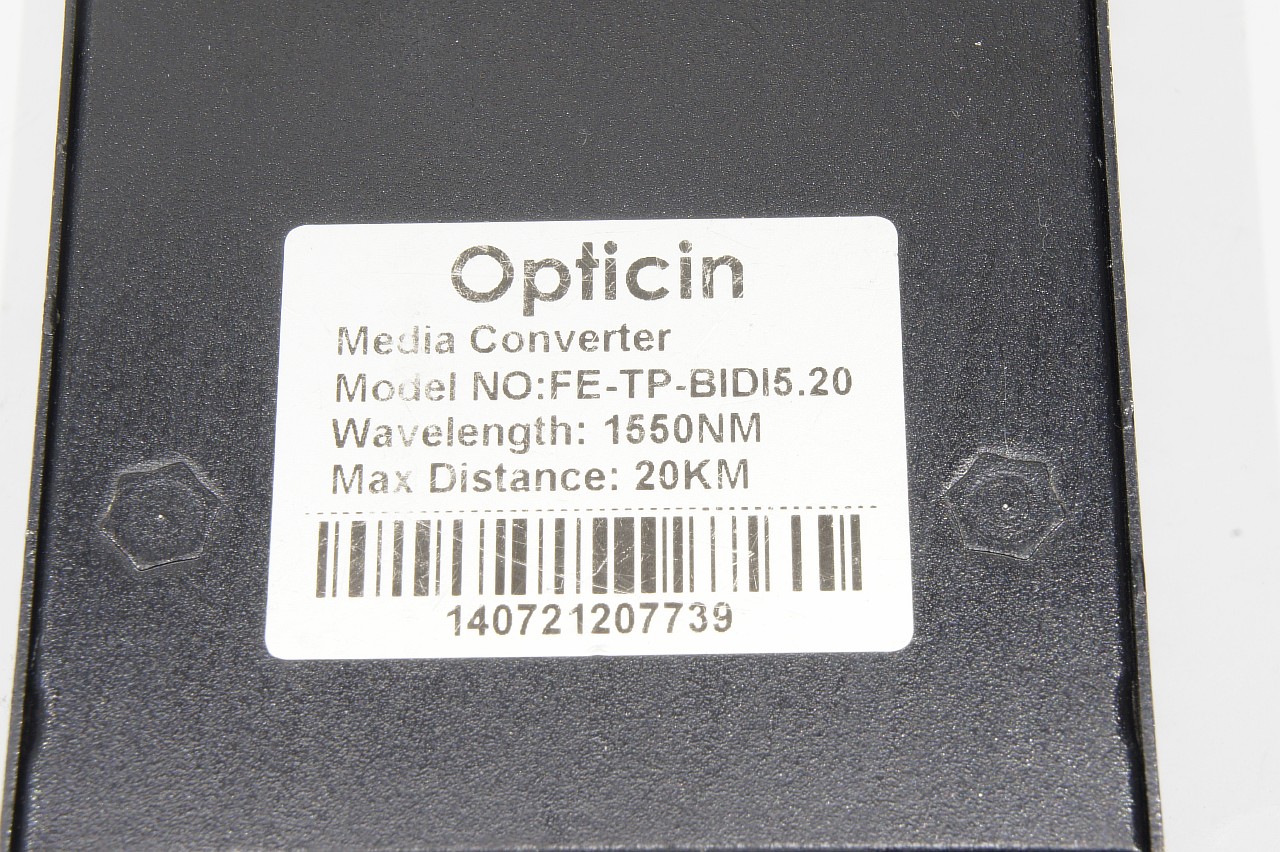 Opticin
Media Converter
Model NO:FE-TP-BIDI5.20
Wavelength: 1550NM
Max Distance: 20KM
140721207739